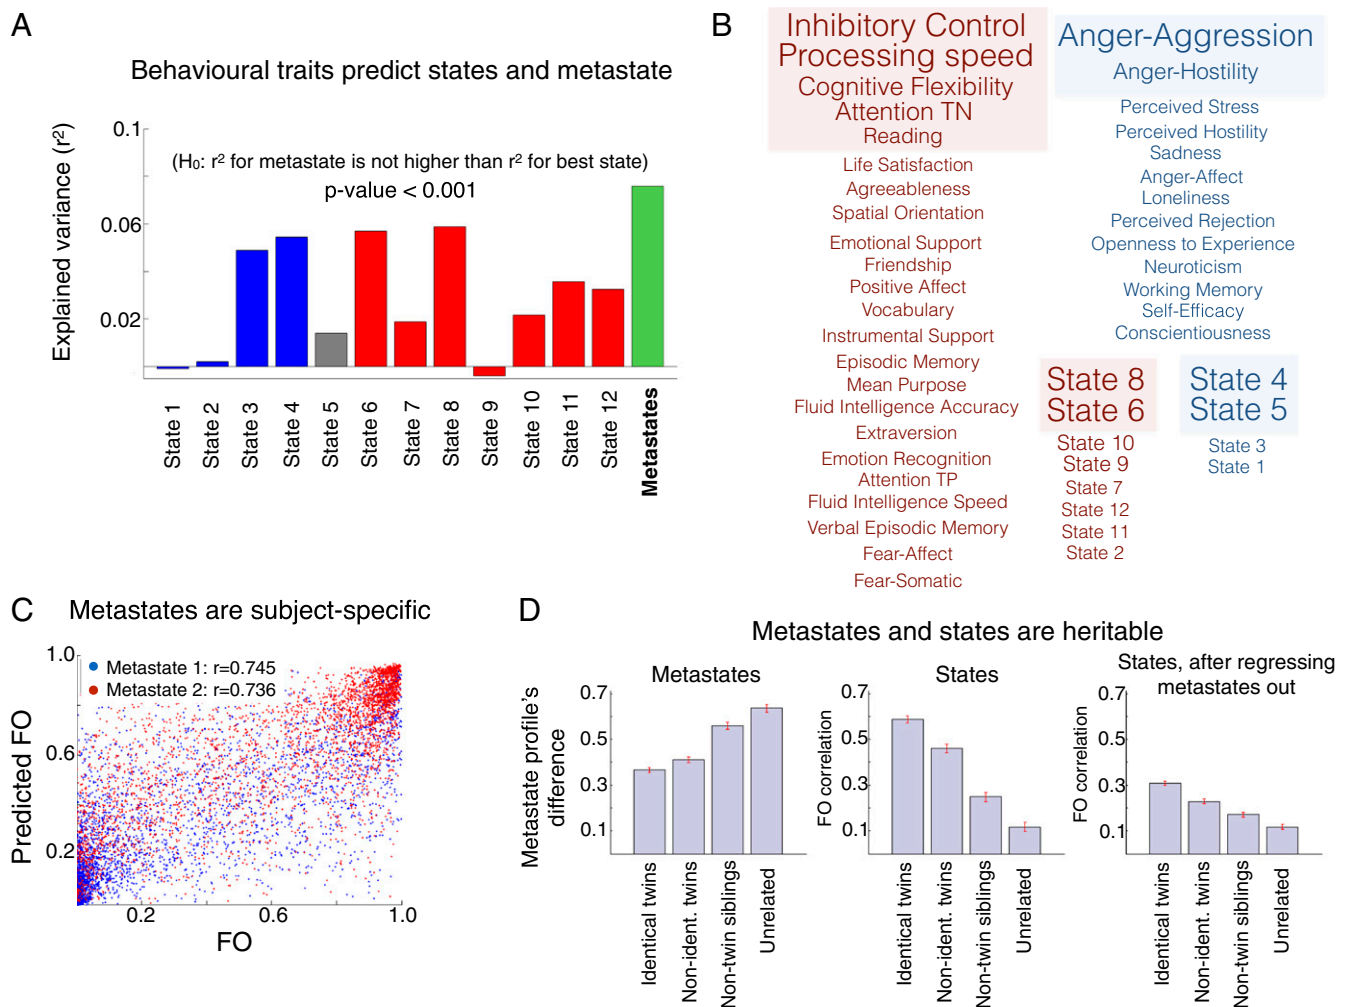 A
Behavioural traits predict states and metastate
Explained variance (r²)
0.1
0.06
0.02
(H₀: r² for metastate is not higher than r² for best state)
p-value < 0.001
State 1
State 2
State 3
State 4
State 5
State 6
State 7
State 8
State 9
State 10
State 11
State 12
Metastates
B
Inhibitory Control
Processing speed
Cognitive Flexibility
Attention TN
Reading
Life Satisfaction
Agreeableness
Spatial Orientation
Emotional Support
Friendship
Positive Affect
Vocabulary
Instrumental Support
Episodic Memory
Mean Purpose
Fluid Intelligence Accuracy
Extraversion
Emotion Recognition
Attention TP
Fluid Intelligence Speed
Verbal Episodic Memory
Fear-Affect
Fear-Somatic
Anger-Aggression
Anger-Hostility
Perceived Stress
Perceived Hostility
Sadness
Anger-Affect
Loneliness
Perceived Rejection
Openness to Experience
Neuroticism
Working Memory
Self-Efficacy
Conscientiousness
State 8
State 6
State 10
State 9
State 7
State 12
State 11
State 2
State 4
State 5
State 3
State 1
C
Metastates are subject-specific
Metastate 1: r=0.745
Metastate 2: r=0.736
Predicted FO
1.0
0.6
0.2
0.2
0.6
1.0
FO
D
Metastates and states are heritable
Metastates
Metastate profile's
difference
0.7
0.5
0.3
0.1
Identical twins
Non-ident. twins
Non-twin siblings
Unrelated
States
FO correlation
0.7
0.5
0.3
0.1
Identical twins
Non-ident. twins
Non-twin siblings
Unrelated
States, after regressing
metastates out
FO correlation
0.7
0.5
0.3
0.1
Identical twins
Non-ident. twins
Non-twin siblings
Unrelated